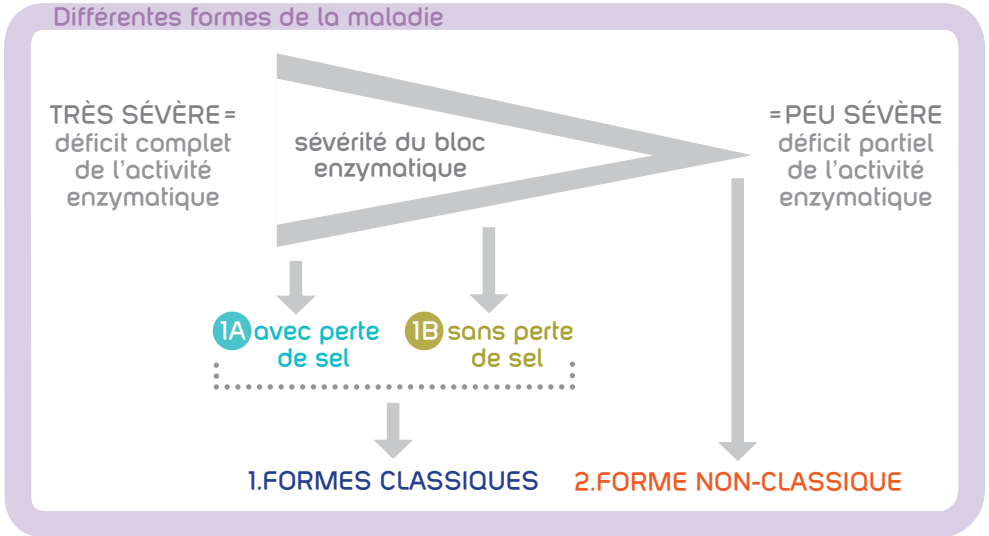 Différentes formes de la maladie
TRÈS SÉVÈRE=
déficit complet
de l'activité
enzymatique
sévérité du bloc
enzymatique
=PEU SÉVÈRE
déficit partiel
de l'activité
enzymatique
1A avec perte
de sel
1B sans perte
de sel
1.FORMES CLASSIQUES
2.FORME NON-CLASSIQUE